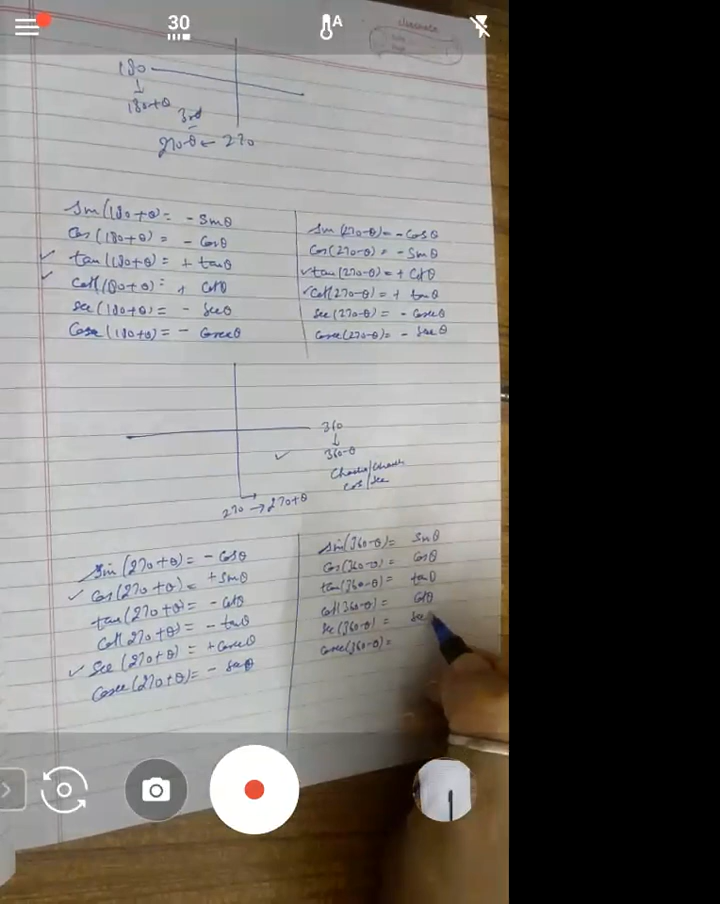 30
A
180
↓
180+θ
3rd
270-θ ← 270
Sin(180+θ) = - Sinθ
Cos(180+θ) = - Cosθ
✓ tan(180+θ) = + tanθ
✓ Cot(180+θ) = + Cotθ
Sec(180+θ) = - Secθ
Cosec(180+θ) = - Cosecθ
Sin(270-θ) = - Cosθ
Cos(270-θ) = - Sinθ
✓ tan(270-θ) = + Cotθ
✓ Cot(270-θ) = + tanθ
Sec(270-θ) = - Cosecθ
Cosec(270-θ) = - Secθ
360
↓
360-θ
✓
Cos/Sec
270 → 270+θ
Sin(270+θ) = - Cosθ
✓ Cos(270+θ) = + Sinθ
tan(270+θ) = - Cotθ
Cot(270+θ) = - tanθ
✓ Sec(270+θ) = + Cosecθ
Cosec(270+θ) = - Secθ
Sin(360-θ) = Sinθ
Cos(360-θ) = Cosθ
tan(360-θ) = tanθ
Cot(360-θ) = Cotθ
Sec(360-θ) = Sec
Cosec(360-θ) =